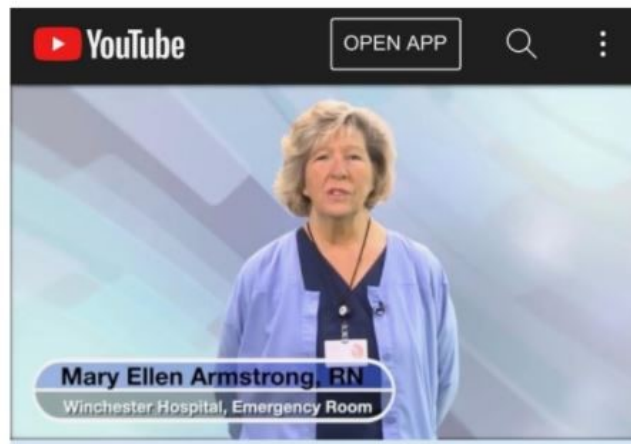 YouTube
OPEN APP
Mary Ellen Armstrong, RN
Winchester Hospital, Emergency Room